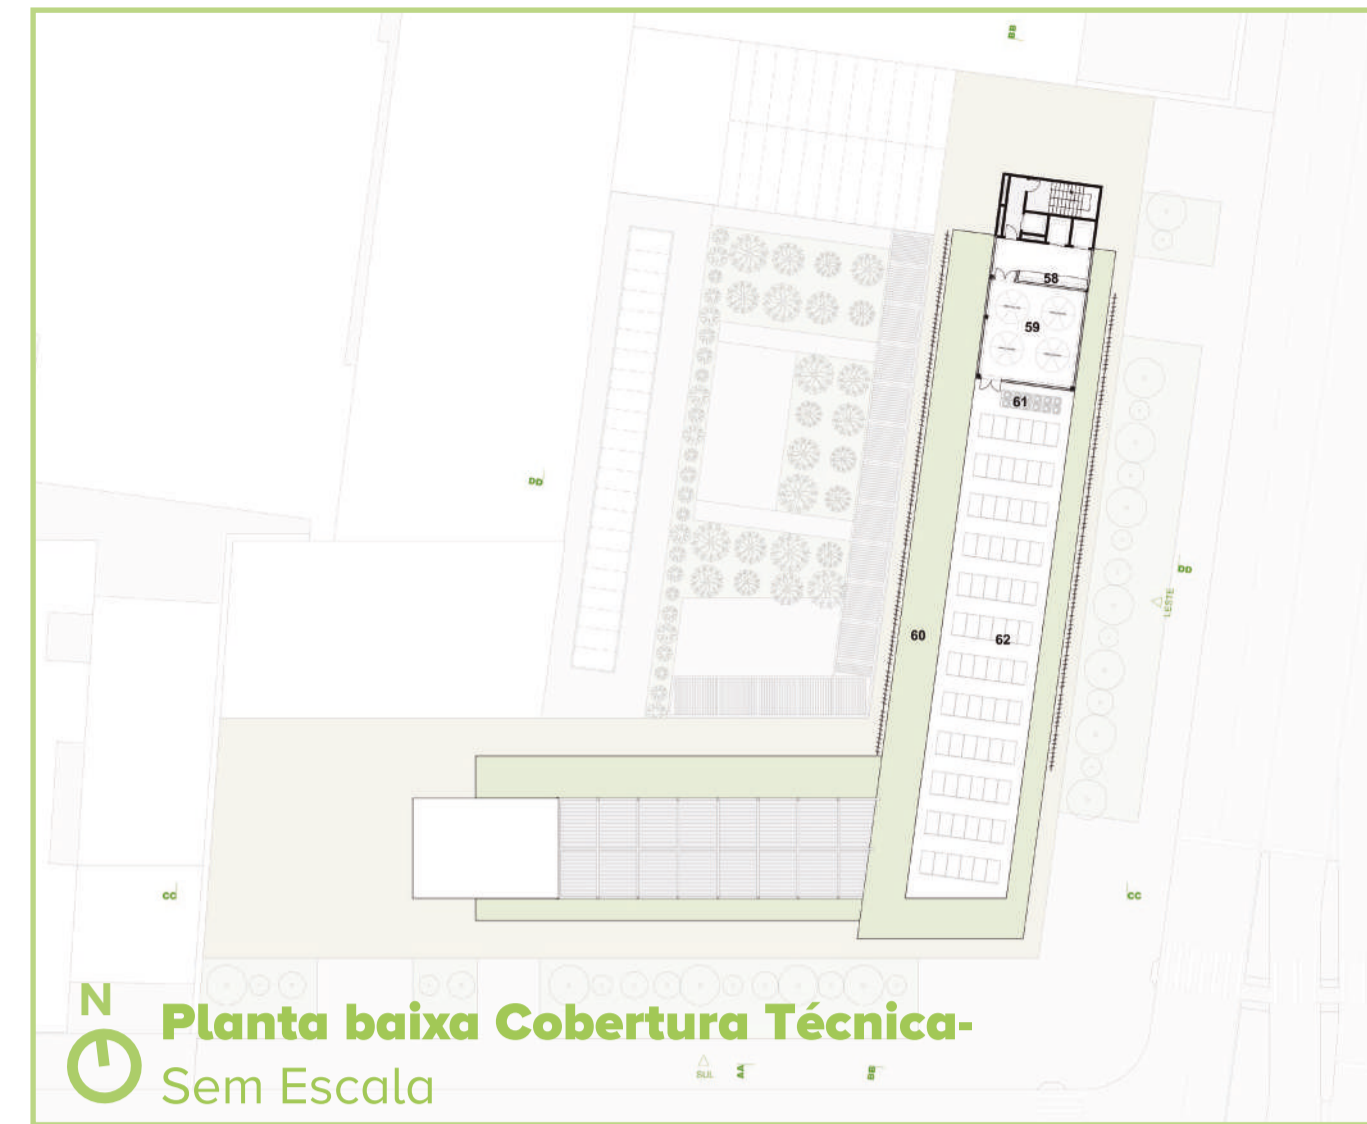 BB
58
59
61
DD
DD
LESTE
60
62
CC
CC
N
Planta baixa Cobertura Técnica-
Sem Escala
SUL
AA
BB